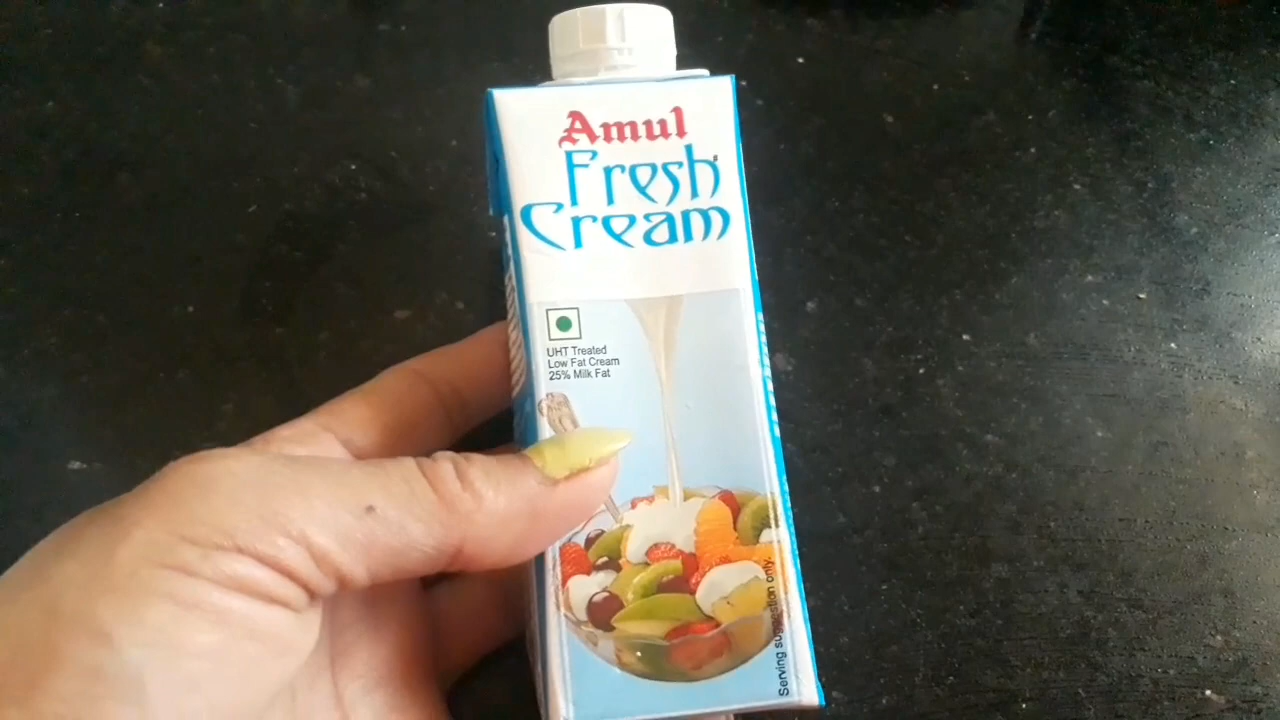 Amul
Fresh
Cream
UHT Treated
Low Fat Cream
25% Milk Fat
Serving suggestion only.